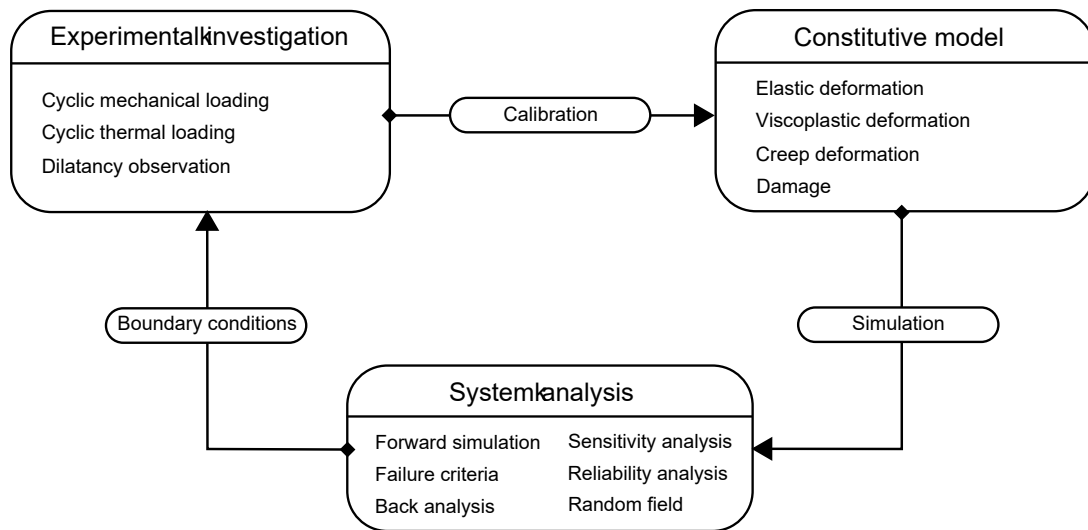 Experimentalkinvestigation
Cyclic mechanical loading
Cyclic thermal loading
Dilatancy observation
Calibration
Constitutive model
Elastic deformation
Viscoplastic deformation
Creep deformation
Damage
Boundary conditions
Simulation
Systemkanalysis
Forward simulation
Failure criteria
Back analysis
Sensitivity analysis
Reliability analysis
Random field